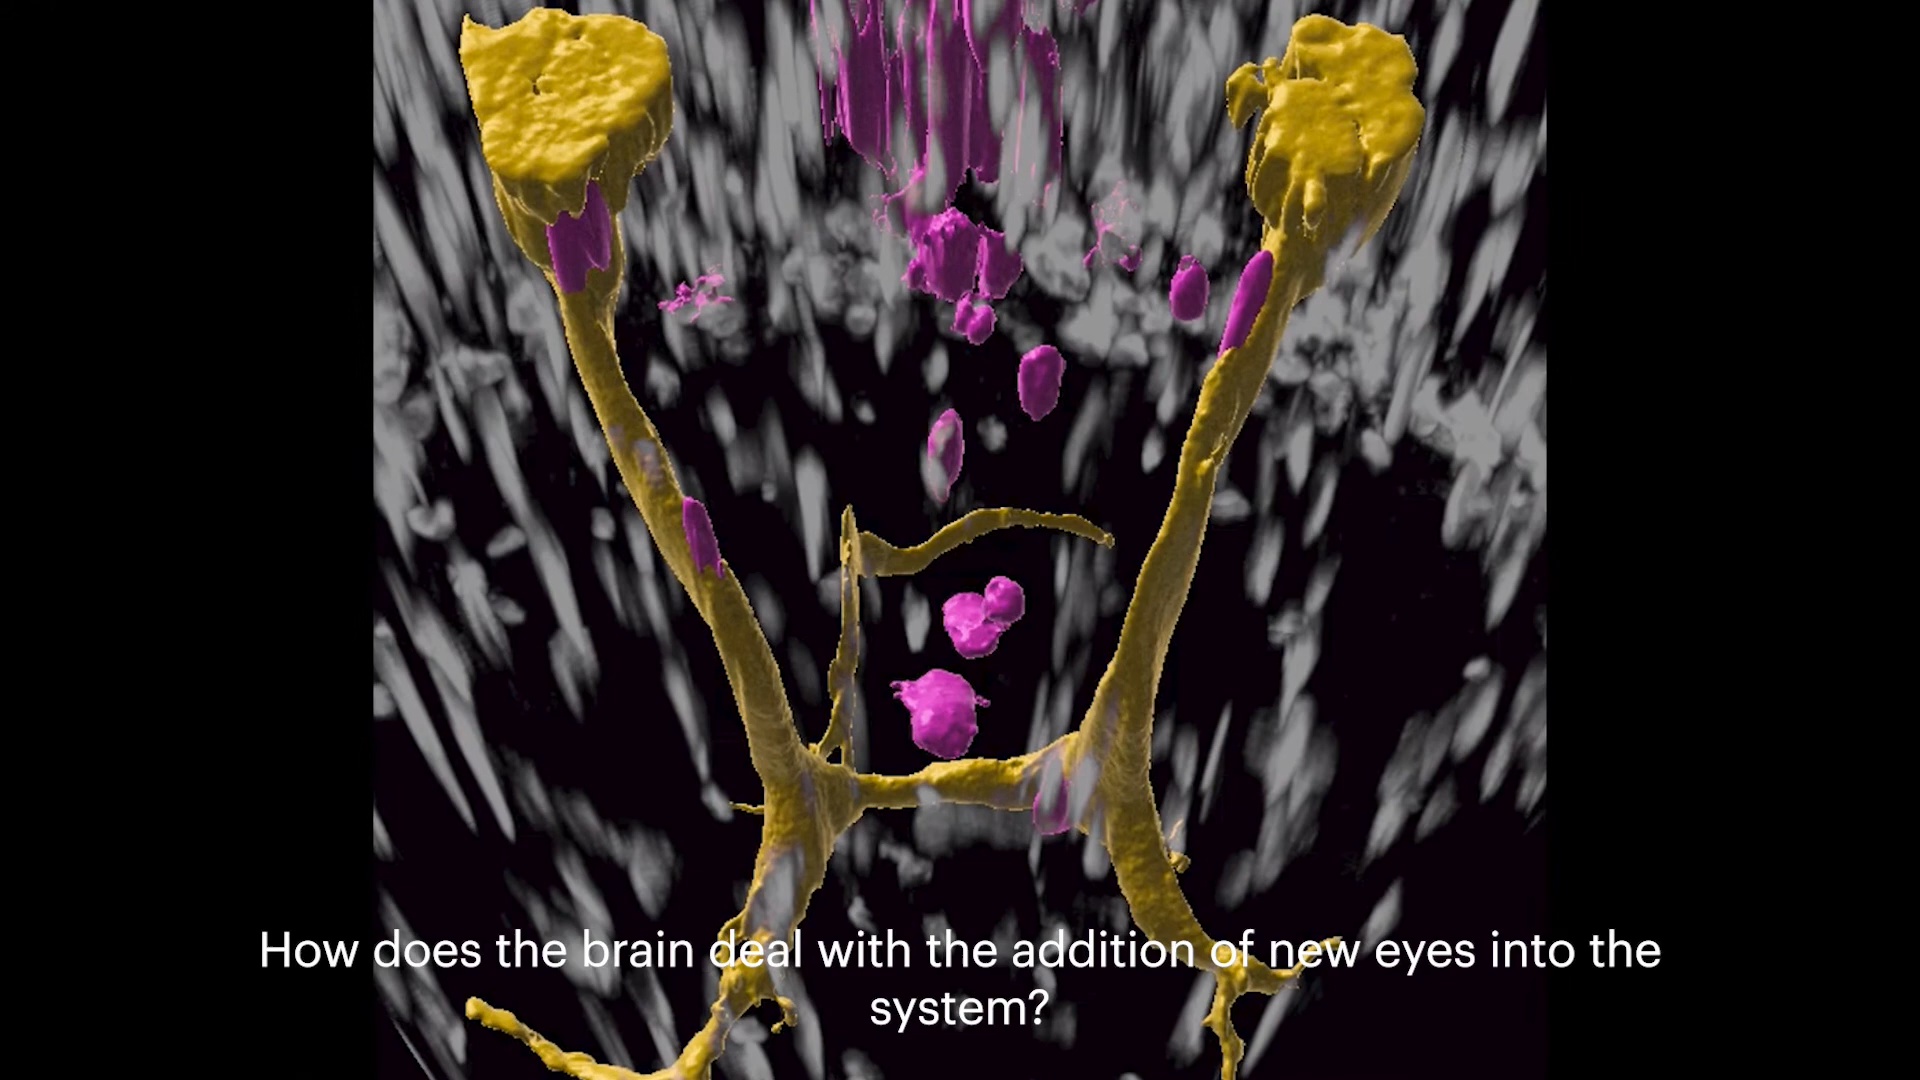 How does the brain deal with the addition of new eyes into the
system?